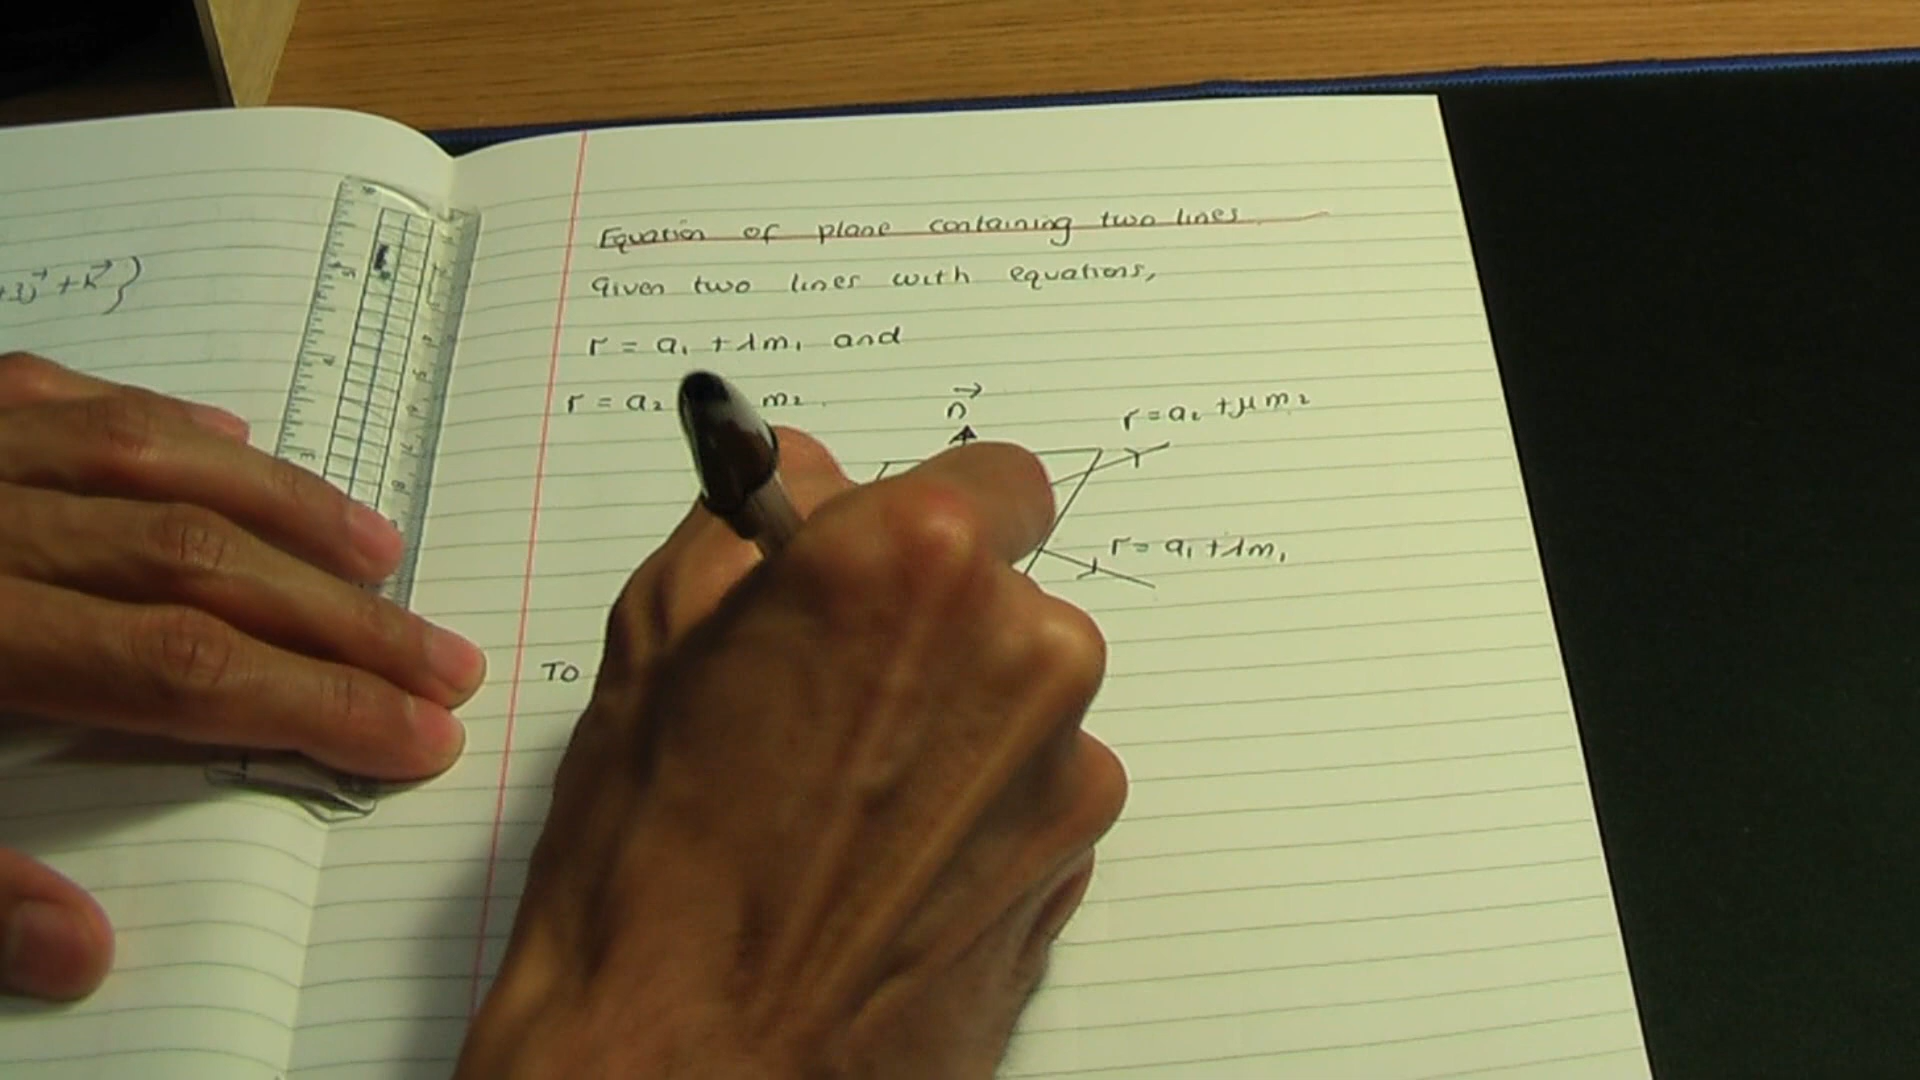 +3j⃗ + k⃗}
Equation of plane containing two lines
Given two lines with equations,
r = a₁ + λm₁ and
r = a₂ m₂.
n⃗
r = a₂ + μm₂
r = a₁ + λm₁
TO